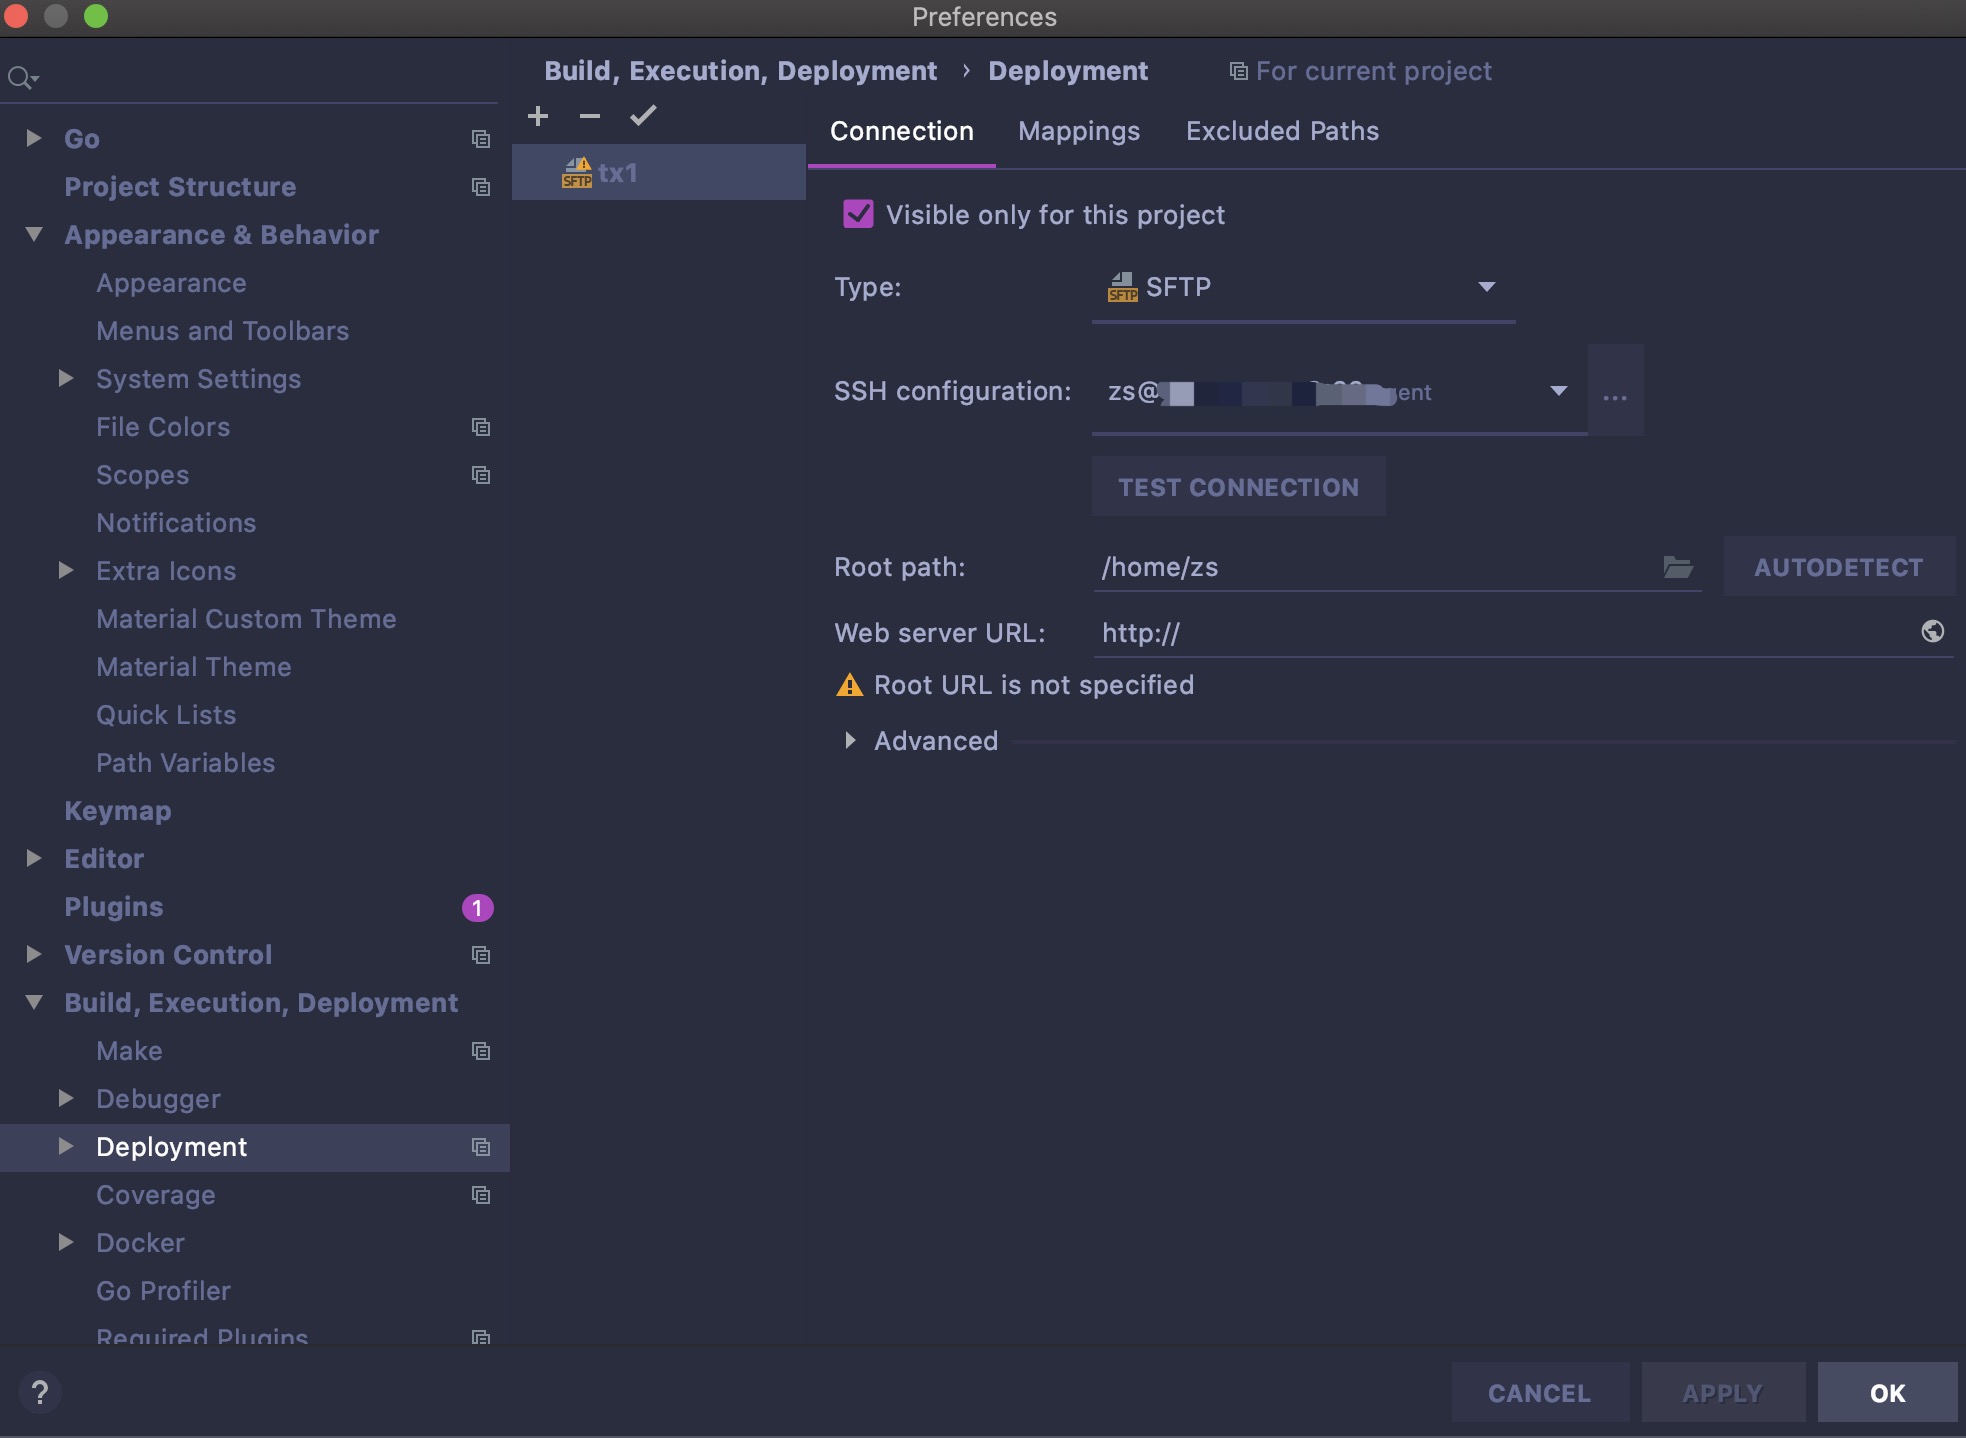 Preferences
Build, Execution, Deployment › Deployment
For current project
Go
Project Structure
Appearance & Behavior
Appearance
Menus and Toolbars
System Settings
File Colors
Scopes
Notifications
Extra Icons
Material Custom Theme
Material Theme
Quick Lists
Path Variables
Keymap
Editor
Plugins
1
Version Control
Build, Execution, Deployment
Make
Debugger
Deployment
Coverage
Docker
Go Profiler
Required Plugins
SFTP tx1
Connection
Mappings
Excluded Paths
Visible only for this project
Type:
SFTP SFTP
SSH configuration:
zs@
...
TEST CONNECTION
Root path:
/home/zs
AUTODETECT
Web server URL:
http://
Root URL is not specified
Advanced
?
CANCEL
APPLY
OK